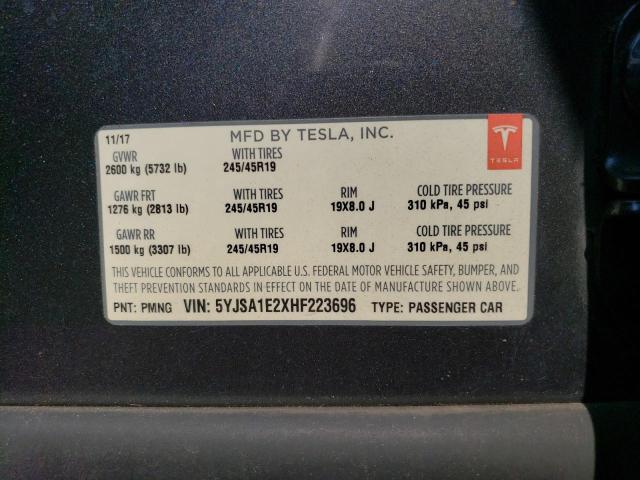 11/17 MFD BY TESLA, INC.
GVWR WITH TIRES
2600 kg (5732 lb) 245/45R19
TESLA
GAWR FRT WITH TIRES RIM COLD TIRE PRESSURE
1276 kg (2813 lb) 245/45R19 19X8.0 J 310 kPa, 45 psi
GAWR RR WITH TIRES RIM COLD TIRE PRESSURE
1500 kg (3307 lb) 245/45R19 19X8.0 J 310 kPa, 45 psi
THIS VEHICLE CONFORMS TO ALL APPLICABLE U.S. FEDERAL MOTOR VEHICLE SAFETY, BUMPER, AND
THEFT PREVENTION STANDARDS IN EFFECT ON THE DATE OF MANUFACTURE SHOWN ABOVE.
PNT: PMNG VIN: 5YJSA1E2XHF223696 TYPE: PASSENGER CAR